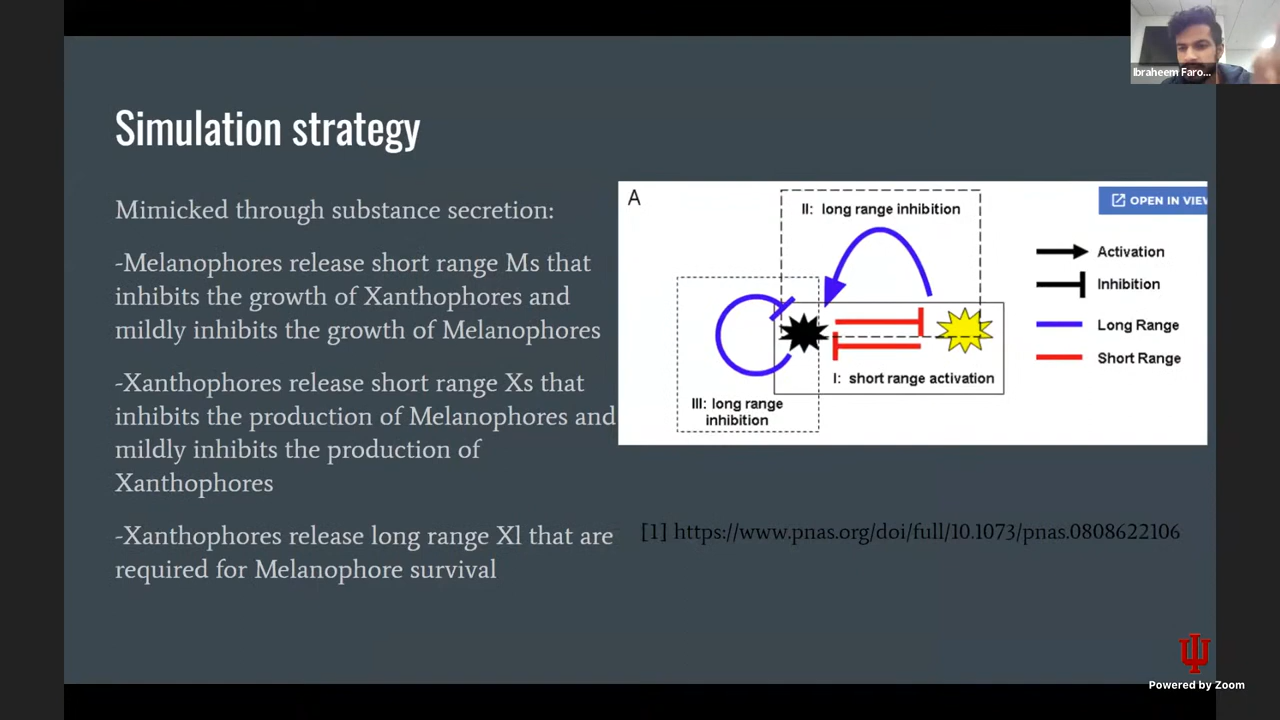 Ibraheem Faro...
Simulation strategy
Mimicked through substance secretion:
-Melanophores release short range Ms that
inhibits the growth of Xanthophores and
mildly inhibits the growth of Melanophores
-Xanthophores release short range Xs that
inhibits the production of Melanophores and
mildly inhibits the production of
Xanthophores
-Xanthophores release long range Xl that are
required for Melanophore survival
A
OPEN IN VIEW
II: long range inhibition
Activation
Inhibition
Long Range
Short Range
I: short range activation
III: long range
inhibition
[1] https://www.pnas.org/doi/full/10.1073/pnas.0808622106
Powered by Zoom